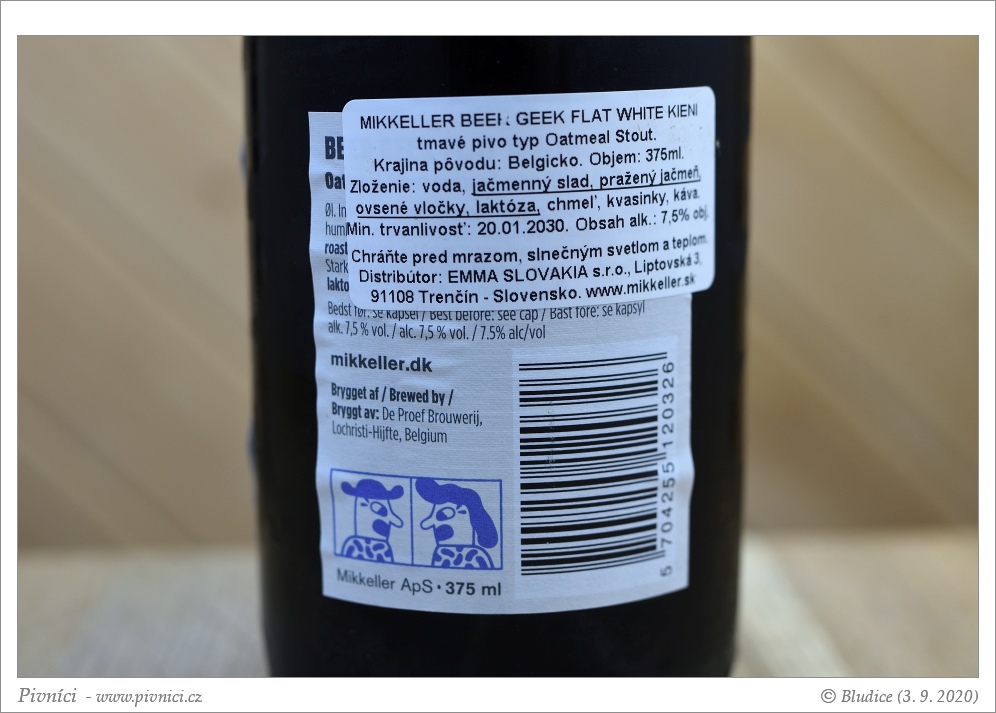 MIKKELLER BEER GEEK FLAT WHITE KIENI
tmavé pivo typ Oatmeal Stout.
Krajina pôvodu: Belgicko. Objem: 375ml.
Zloženie: voda, jačmenný slad, pražený jačmeň,
ovsené vločky, laktóza, chmeľ, kvasinky, káva.
Min. trvanlivosť: 20.01.2030. Obsah alk.: 7,5% obj.
Chráňte pred mrazom, slnečným svetlom a teplom.
Distribútor: EMMA SLOVAKIA s.r.o., Liptovská 3,
91108 Trenčín - Slovensko. www.mikkeller.sk
BE
Oat
Øl. In
huml
roast
Stark
lakto
Bedst før: se kapsel / Best before: see cap / Bäst före: se kapsyl
alk. 7,5 % vol. / alc. 7,5 % vol. / 7.5% alc/vol
mikkeller.dk
Brygget af / Brewed by /
Bryggt av: De Proef Brouwerij,
Lochristi-Hijfte, Belgium
Mikkeller ApS · 375 ml
5 704255 120326
Pivníci - www.pivnici.cz
© Bludice (3. 9. 2020)